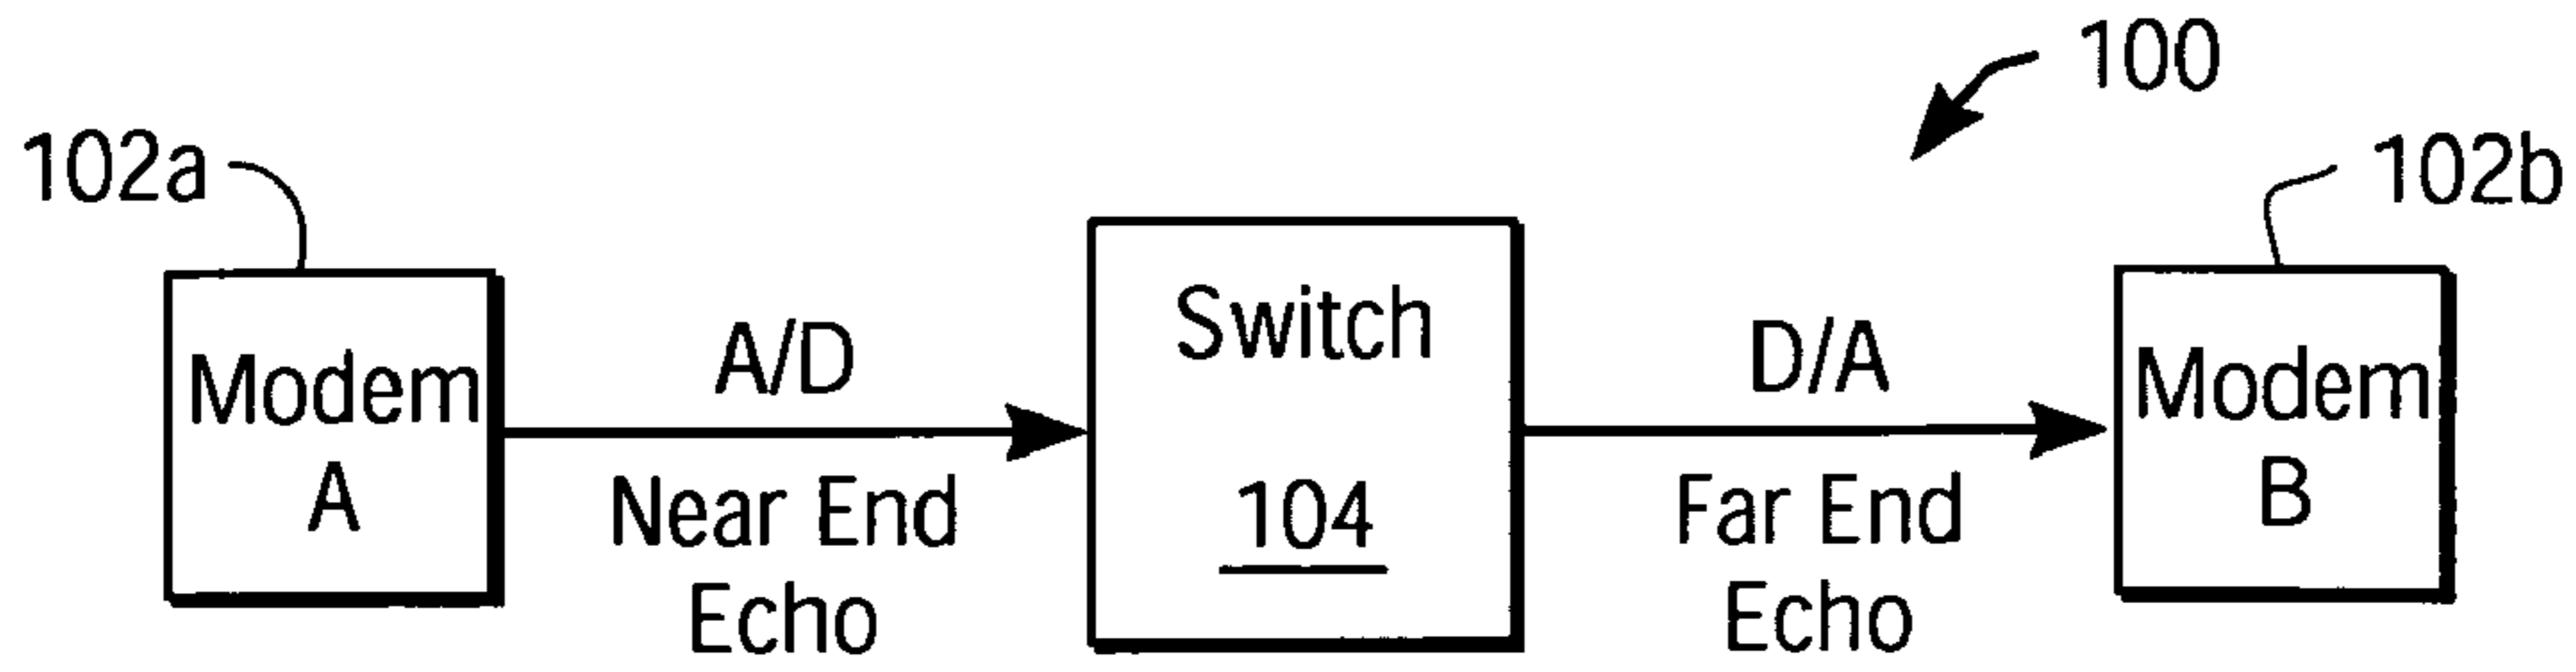 100
102a
102b
Modem
A
A/D
Near End
Echo
Switch
104
D/A
Far End
Echo
Modem
B